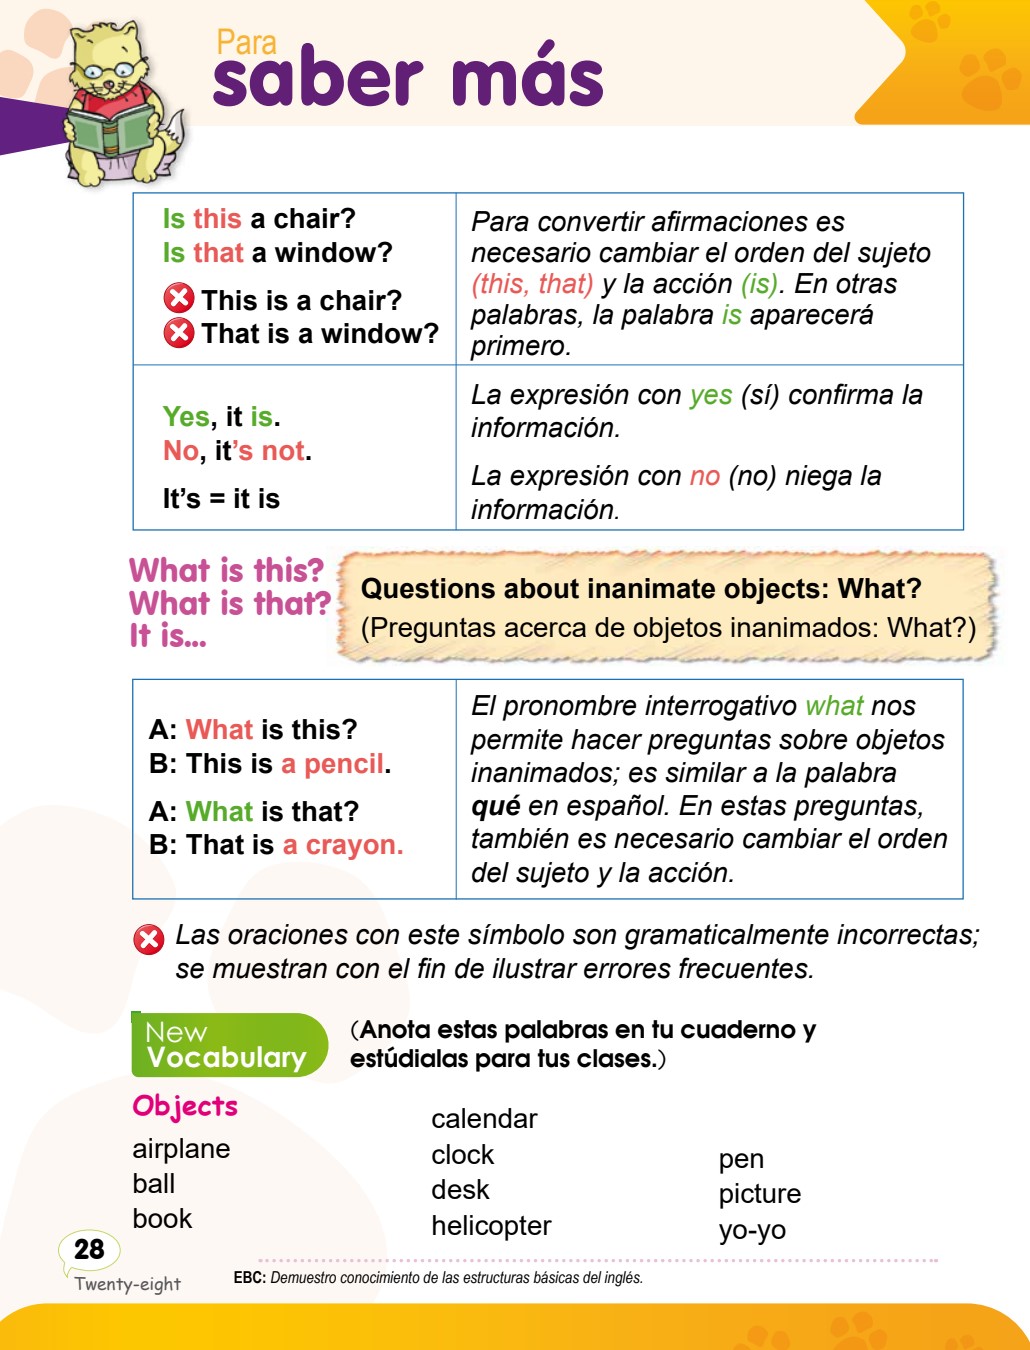 Para
saber más
Is this a chair?
Is that a window?
This is a chair?
That is a window?
Para convertir afirmaciones es
necesario cambiar el orden del sujeto
(this, that) y la acción (is). En otras
palabras, la palabra is aparecerá
primero.
Yes, it is.
No, it’s not.
It’s = it is
La expresión con yes (sí) confirma la
información.
La expresión con no (no) niega la
información.
What is this?
What is that?
It is...
Questions about inanimate objects: What?
(Preguntas acerca de objetos inanimados: What?)
A: What is this?
B: This is a pencil.
A: What is that?
B: That is a crayon.
El pronombre interrogativo what nos
permite hacer preguntas sobre objetos
inanimados; es similar a la palabra
qué en español. En estas preguntas,
también es necesario cambiar el orden
del sujeto y la acción.
Las oraciones con este símbolo son gramaticalmente incorrectas;
se muestran con el fin de ilustrar errores frecuentes.
New
Vocabulary
(Anota estas palabras en tu cuaderno y
estúdialas para tus clases.)
Objects
airplane
ball
book
calendar
clock
desk
helicopter
pen
picture
yo-yo
28
Twenty-eight
EBC: Demuestro conocimiento de las estructuras básicas del inglés.